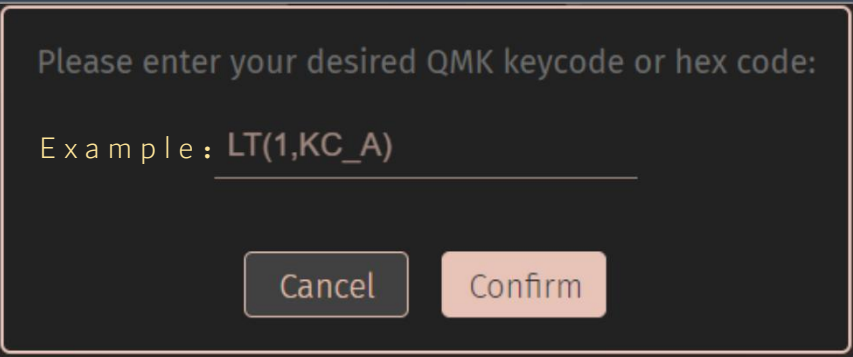 Please enter your desired QMK keycode or hex code:
Example: LT(1,KC_A)
Cancel Confirm